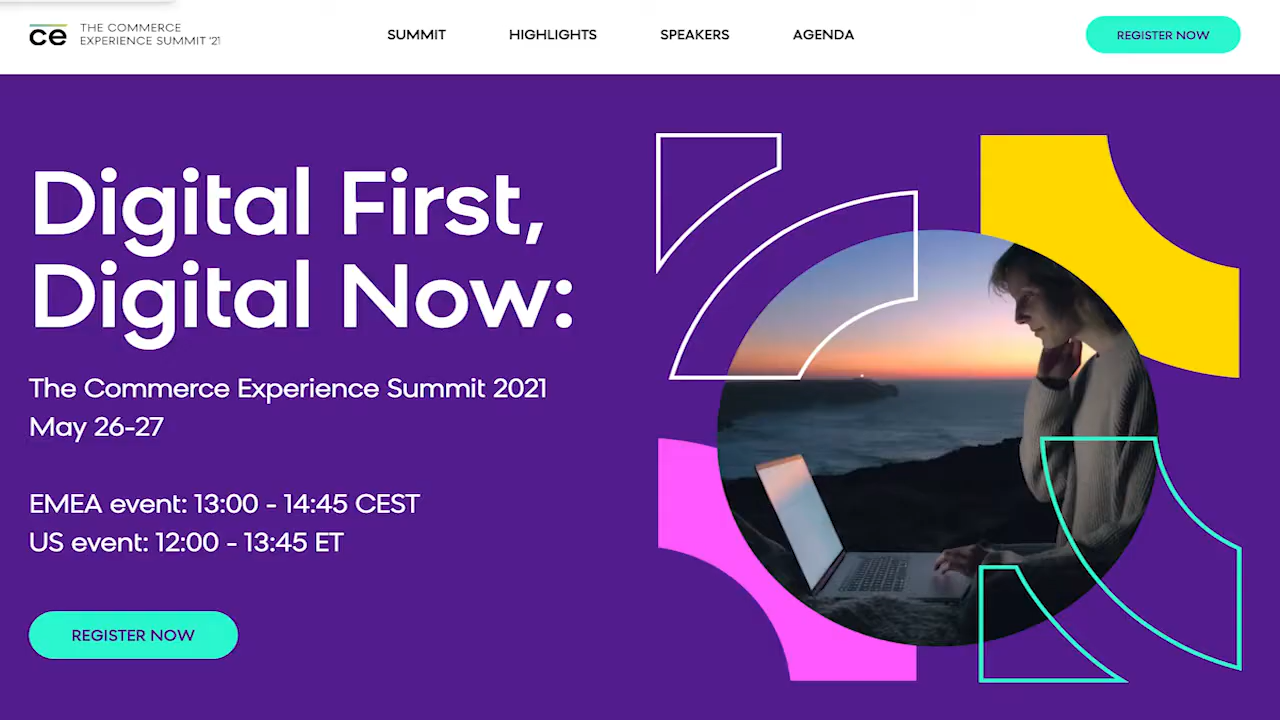 ce
THE COMMERCE
EXPERIENCE SUMMIT '21
SUMMIT
HIGHLIGHTS
SPEAKERS
AGENDA
REGISTER NOW
Digital First,
Digital Now:
The Commerce Experience Summit 2021
May 26-27
EMEA event: 13:00 - 14:45 CEST
US event: 12:00 - 13:45 ET
REGISTER NOW